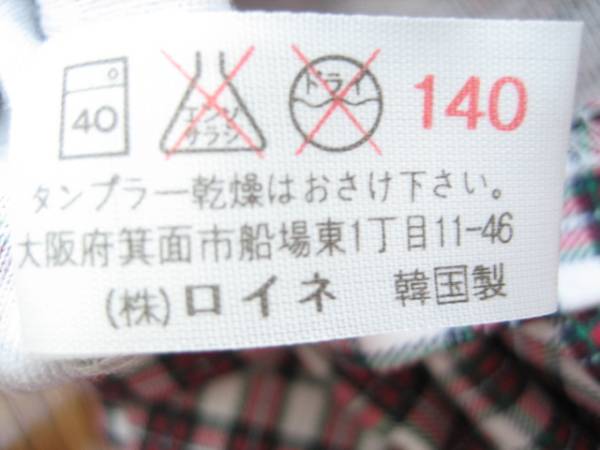 40 エンソ サラシ ドライ 140
タンブラー乾燥はおさけ下さい。
大阪府箕面市船場東1丁目11-46
(株)ロイネ 韓国製